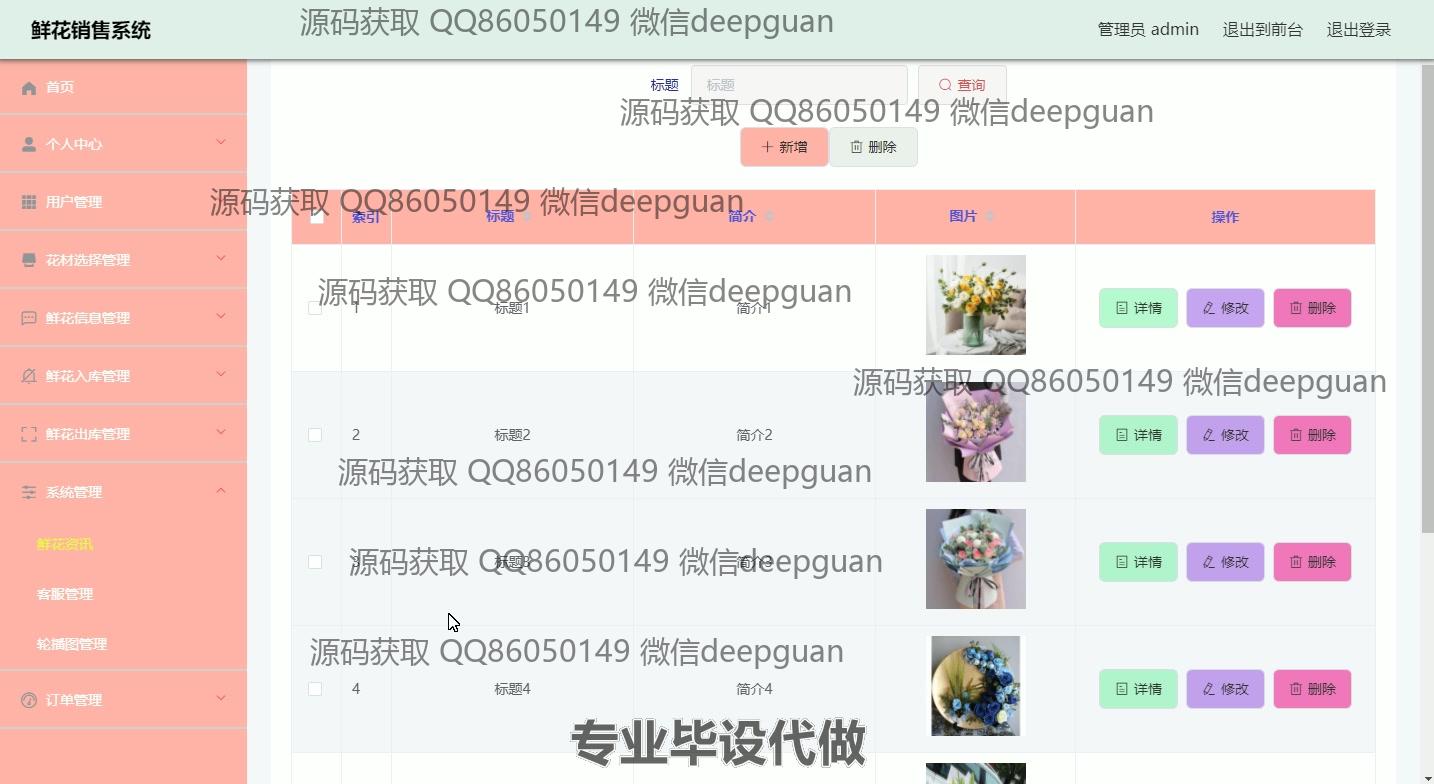 鲜花销售系统
源码获取 QQ86050149 微信deepguan
管理员 admin 退出到前台 退出登录
首页
标题 标题 查询
源码获取 QQ86050149 微信deepguan
个人中心
新增 删除
用户管理
源码获取 QQ86050149 微信deepguan
索引 标题 简介 图片 操作
花材选择管理
源码获取 QQ86050149 微信deepguan
1 标题1 简介1 详情 修改 删除
鲜花信息管理
鲜花入库管理
源码获取 QQ86050149 微信deepguan
鲜花出库管理
2 标题2 简介2 详情 修改 删除
源码获取 QQ86050149 微信deepguan
系统管理
鲜花资讯
源码获取 QQ86050149 微信deepguan
3 标题3 简介3 详情 修改 删除
客服管理
轮播图管理
源码获取 QQ86050149 微信deepguan
4 标题4 简介4 详情 修改 删除
订单管理
专业毕设代做